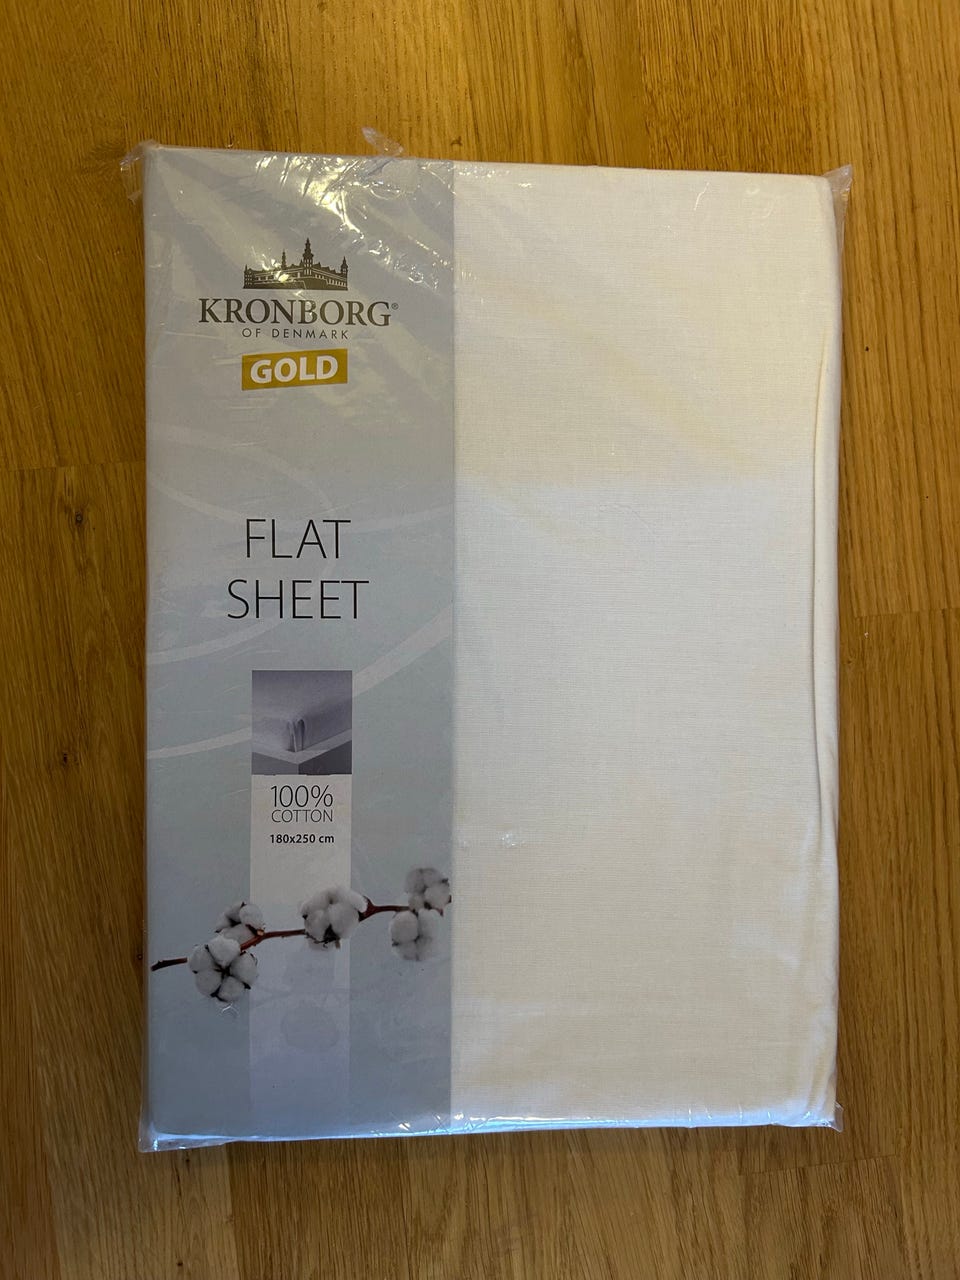 KRONBORG®
OF DENMARK
GOLD
FLAT
SHEET
100%
COTTON
180x250 cm